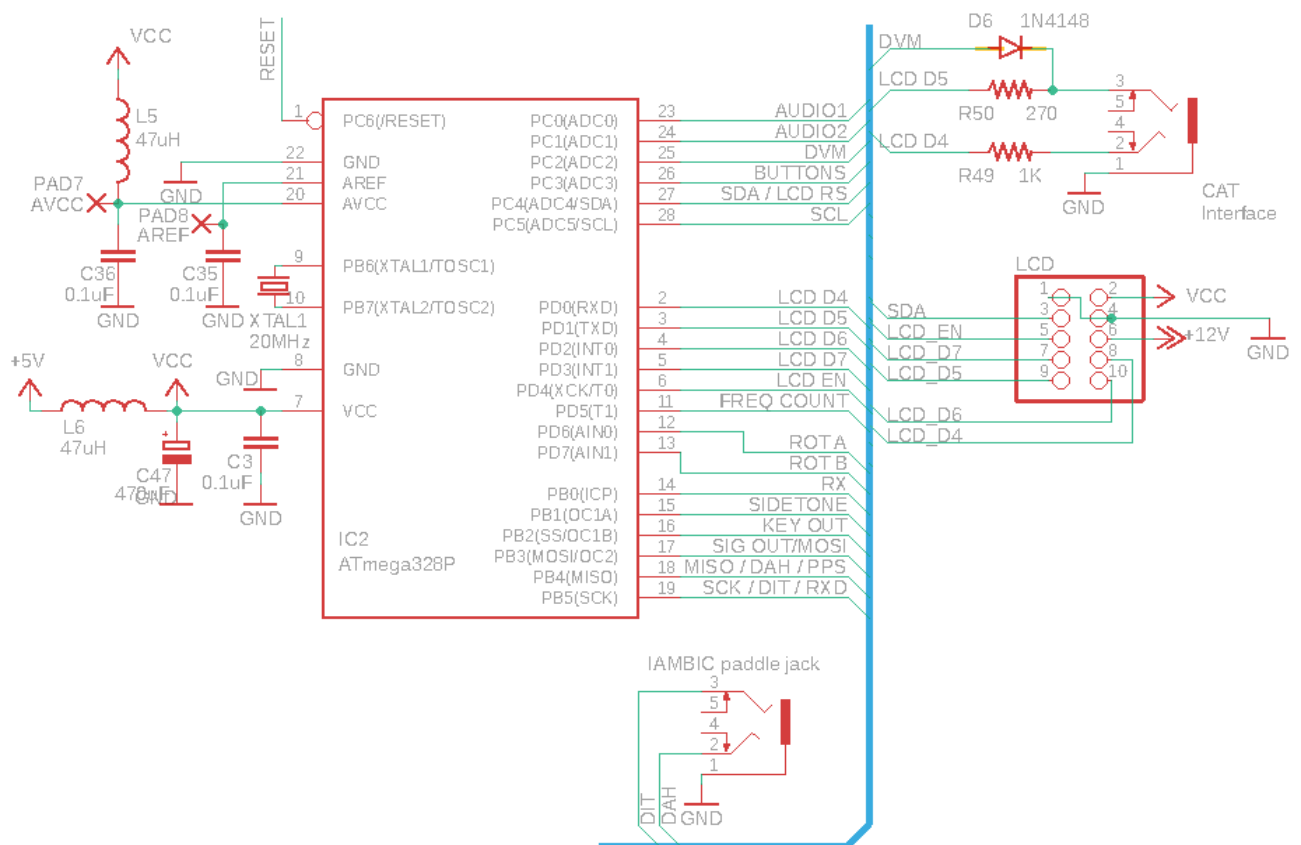 VCC
L5
47uH
PAD7
AVCC
PAD8
AREF
C36
0.1uF
GND
C35
0.1uF
GND
GND
XTAL1
20MHz
+5V
VCC
L6
47uH
C47
470uF
GND
C3
0.1uF
GND
GND
RESET
1 PC6(/RESET)
22 GND
21 AREF
20 AVCC
9 PB6(XTAL1/TOSC1)
10 PB7(XTAL2/TOSC2)
8 GND
7 VCC
IC2
ATmega328P
PC0(ADC0) 23 AUDIO1
PC1(ADC1) 24 AUDIO2
PC2(ADC2) 25 DVM
PC3(ADC3) 26 BUTTONS
PC4(ADC4/SDA) 27 SDA / LCD RS
PC5(ADC5/SCL) 28 SCL
PD0(RXD) 2 LCD D4
PD1(TXD) 3 LCD D5
PD2(INT0) 4 LCD D6
PD3(INT1) 5 LCD D7
PD4(XCK/T0) 6 LCD EN
PD5(T1) 11 FREQ COUNT
PD6(AIN0) 12 ROT A
PD7(AIN1) 13 ROT B
PB0(ICP) 14 RX
PB1(OC1A) 15 SIDETONE
PB2(SS/OC1B) 16 KEY OUT
PB3(MOSI/OC2) 17 SIG OUT/MOSI
PB4(MISO) 18 MISO / DAH / PPS
PB5(SCK) 19 SCK / DIT / RXD
DVM
D6 1N4148
LCD D5
R50 270
LCD D4
R49 1K
3
5
4
2
1
GND
CAT
Interface
LCD
1 2 VCC
SDA 3 4
LCD_EN 5 6 +12V
LCD_D7 7 8
LCD_D5 9 10
GND
LCD_D6
LCD_D4
IAMBIC paddle jack
3
5
4
2
1
DIT
DAH
GND